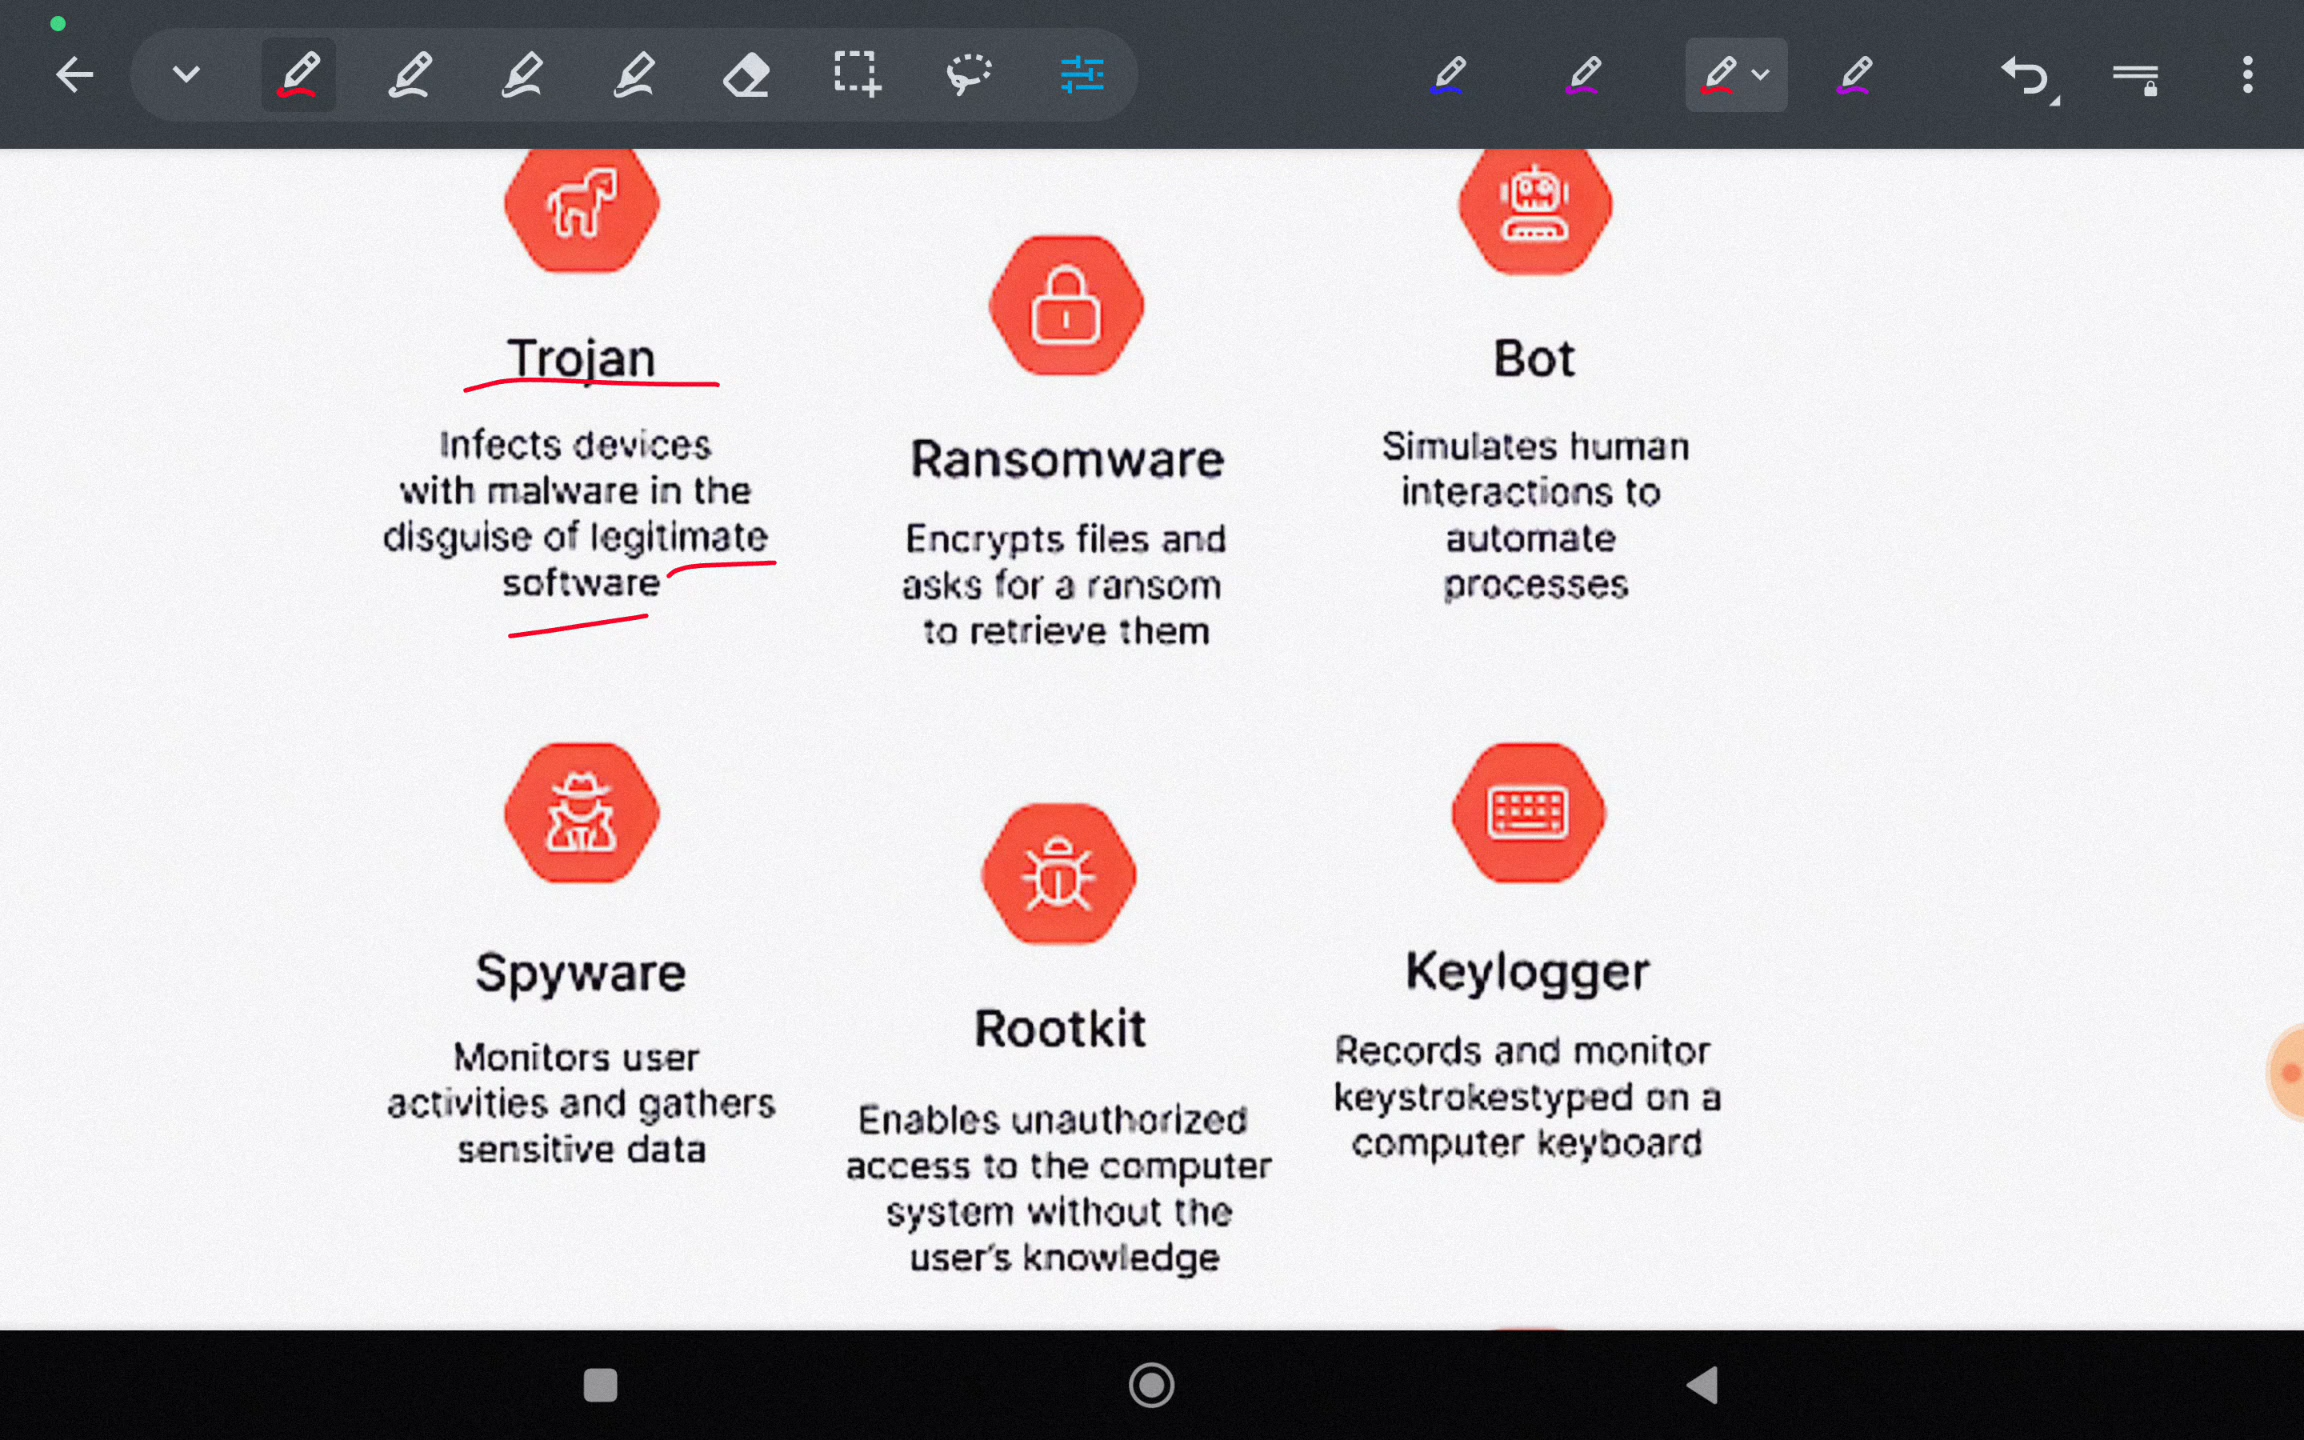 Trojan
Infects devices
with malware in the
disguise of legitimate
software
Ransomware
Encrypts files and
asks for a ransom
to retrieve them
Bot
Simulates human
interactions to
automate
processes
Spyware
Monitors user
activities and gathers
sensitive data
Rootkit
Enables unauthorized
access to the computer
system without the
user's knowledge
Keylogger
Records and monitor
keystrokestyped on a
computer keyboard